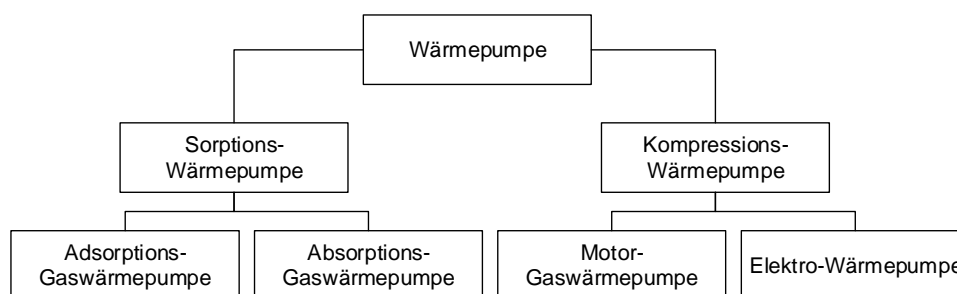 Wärmepumpe
Sorptions-
Wärmepumpe
Kompressions-
Wärmepumpe
Adsorptions-
Gaswärmepumpe
Absorptions-
Gaswärmepumpe
Motor-
Gaswärmepumpe
Elektro-Wärmepumpe